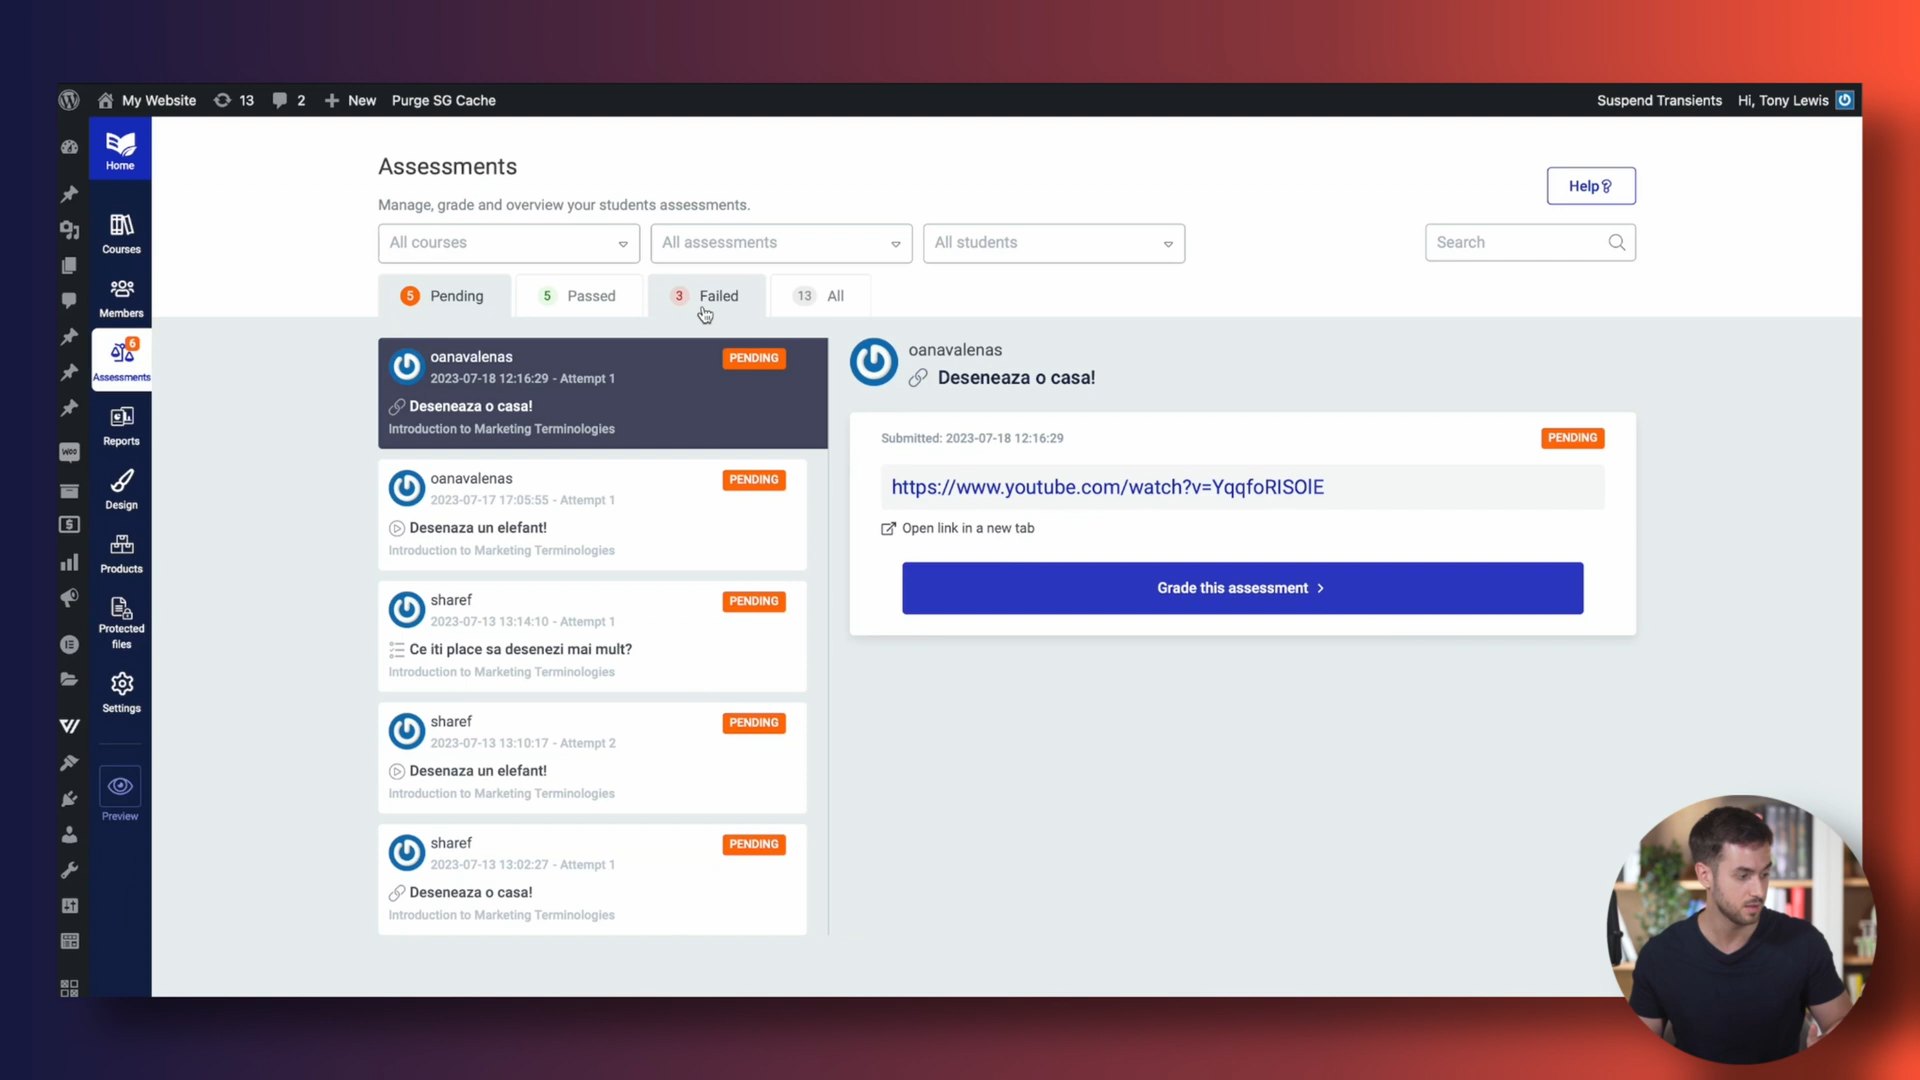 My Website 13 2 New Purge SG Cache
Suspend Transients Hi, Tony Lewis
Home
Courses
Members
6
Assessments
Reports
Design
Products
Protected
files
Settings
Preview
WOO
Assessments
Manage, grade and overview your students assessments.
Help
All courses
All assessments
All students
Search
5 Pending
5 Passed
3 Failed
13 All
oanavalenas
PENDING
2023-07-18 12:16:29 - Attempt 1
Deseneaza o casa!
Introduction to Marketing Terminologies
oanavalenas
PENDING
2023-07-17 17:05:55 - Attempt 1
Desenaza un elefant!
Introduction to Marketing Terminologies
sharef
PENDING
2023-07-13 13:14:10 - Attempt 1
Ce iti place sa desenezi mai mult?
Introduction to Marketing Terminologies
sharef
PENDING
2023-07-13 13:10:17 - Attempt 2
Desenaza un elefant!
Introduction to Marketing Terminologies
sharef
PENDING
2023-07-13 13:02:27 - Attempt 1
Deseneaza o casa!
Introduction to Marketing Terminologies
oanavalenas
Deseneaza o casa!
Submitted: 2023-07-18 12:16:29
PENDING
https://www.youtube.com/watch?v=YqqfoRISOlE
Open link in a new tab
Grade this assessment